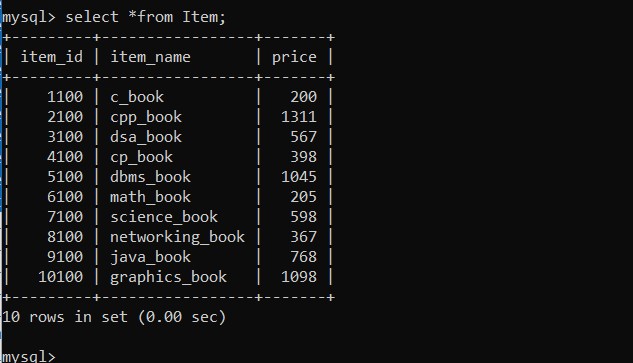 mysql> select *from Item;
+---------+-----------------+-------+
| item_id | item_name       | price |
+---------+-----------------+-------+
|    1100 | c_book          |   200 |
|    2100 | cpp_book        |  1311 |
|    3100 | dsa_book        |   567 |
|    4100 | cp_book         |   398 |
|    5100 | dbms_book       |  1045 |
|    6100 | math_book       |   205 |
|    7100 | science_book    |   598 |
|    8100 | networking_book |   367 |
|    9100 | java_book       |   768 |
|   10100 | graphics_book   |  1098 |
+---------+-----------------+-------+
10 rows in set (0.00 sec)
mysql>